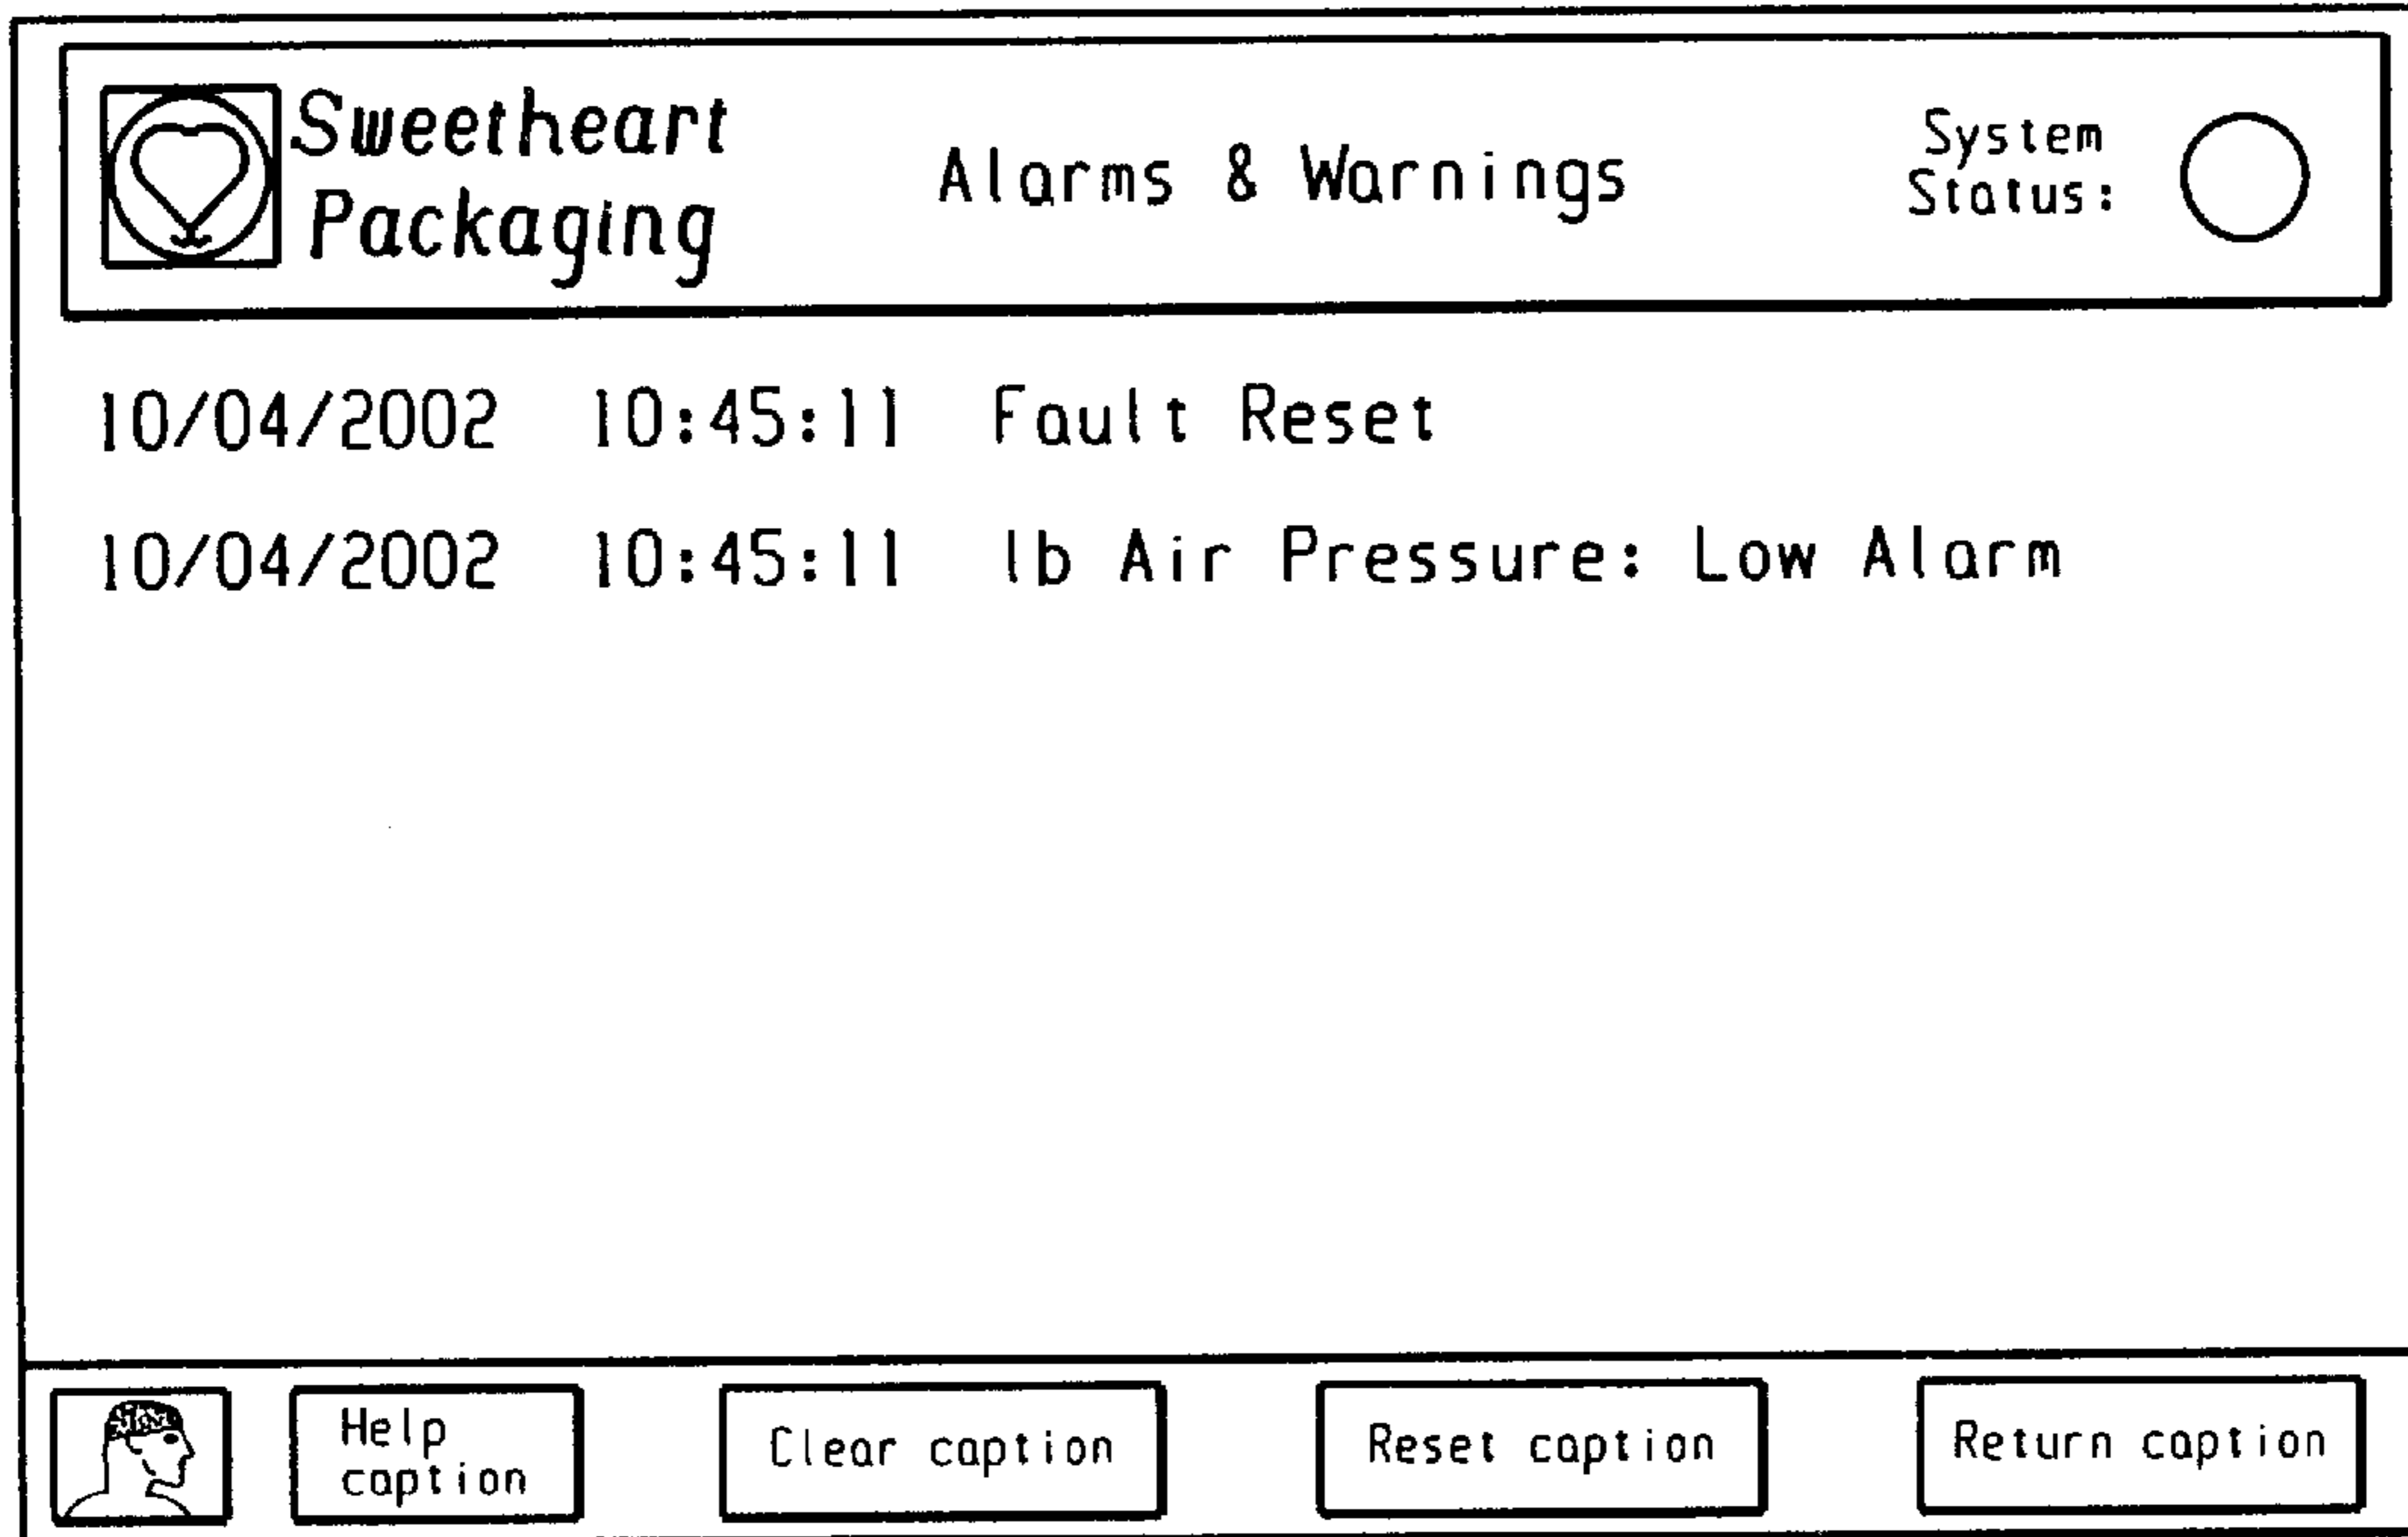 Sweetheart
Packaging
Alarms & Warnings
System
Status:
10/04/2002 10:45:11 Fault Reset
10/04/2002 10:45:11 lb Air Pressure: Low Alarm
Help
caption
Clear caption
Reset caption
Return caption